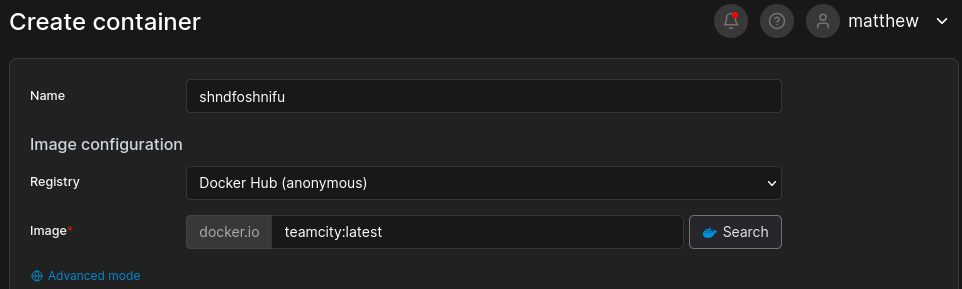 Create container
matthew
Name
shndfoshnifu
Image configuration
Registry
Docker Hub (anonymous)
Image*
docker.io
teamcity:latest
Search
Advanced mode